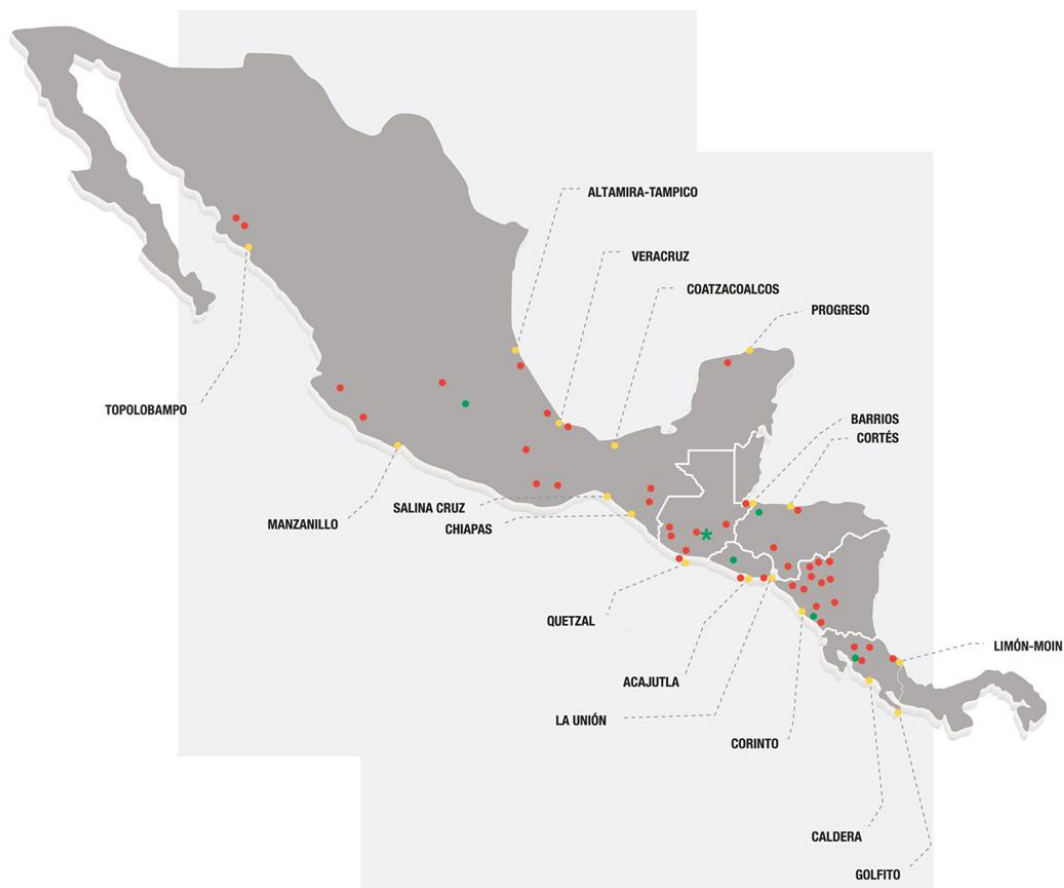 ALTAMIRA-TAMPICO
VERACRUZ
COATZACOALCOS
PROGRESO
TOPOLOBAMPO
BARRIOS
CORTÉS
SALINA CRUZ
MANZANILLO
CHIAPAS
QUETZAL
LIMÓN-MOIN
ACAJUTLA
LA UNIÓN
CORINTO
CALDERA
GOLFITO